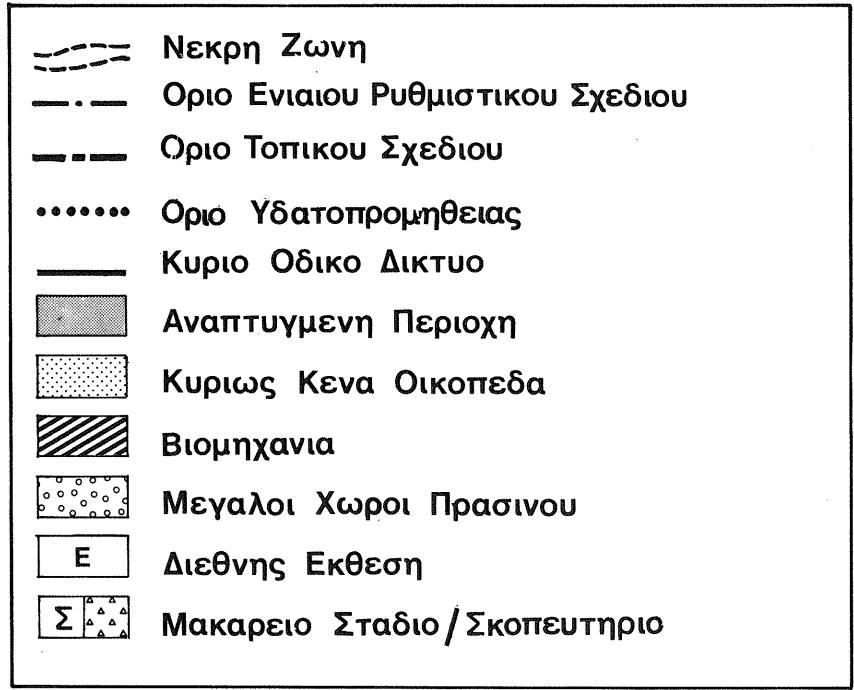 Νεκρη Ζωνη
Οριο Ενιαιου Ρυθμιστικου Σχεδιου
Οριο Τοπικου Σχεδιου
Οριο Υδατοπρομηθειας
Κυριο Οδικο Δικτυο
Αναπτυγμενη Περιοχη
Κυριως Κενα Οικοπεδα
Βιομηχανια
Μεγαλοι Χωροι Πρασινου
Ε Διεθνης Εκθεση
Σ Μακαρειο Σταδιο/Σκοπευτηριο